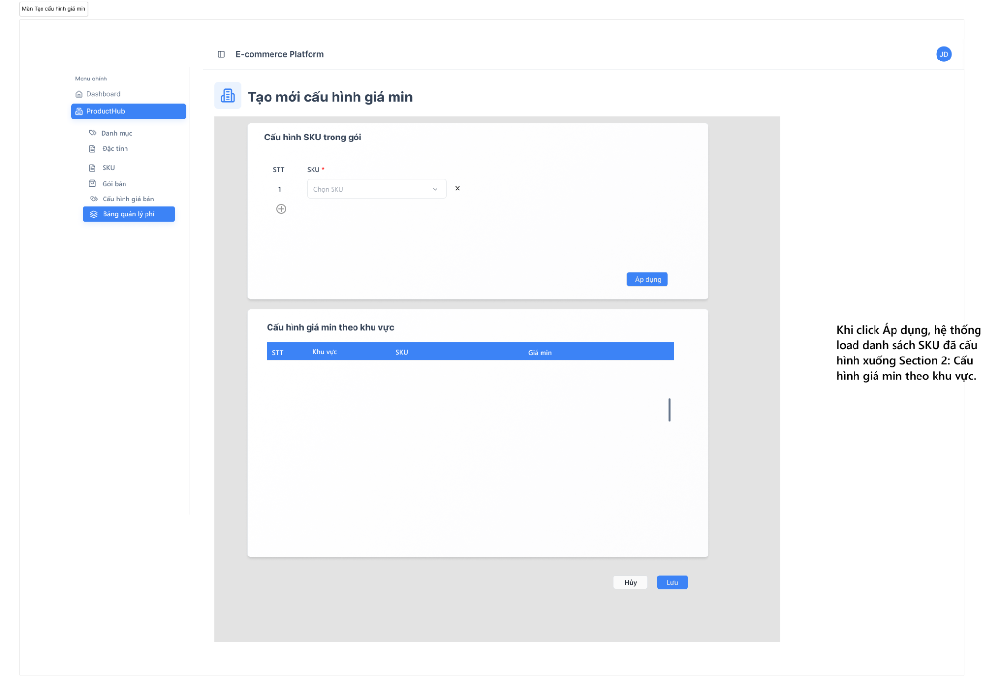 Màn Tạo cấu hình giá min
E-commerce Platform
JD
Menu chính
Dashboard
ProductHub
Danh mục
Đặc tính
SKU
Gói bán
Cấu hình giá bán
Bảng quản lý phí
Tạo mới cấu hình giá min
Cấu hình SKU trong gói
STT SKU *
1 Chọn SKU
Áp dụng
Cấu hình giá min theo khu vực
STT Khu vực SKU Giá min
Khi click Áp dụng, hệ thống
load danh sách SKU đã cấu
hình xuống Section 2: Cấu
hình giá min theo khu vực.
Hủy Lưu